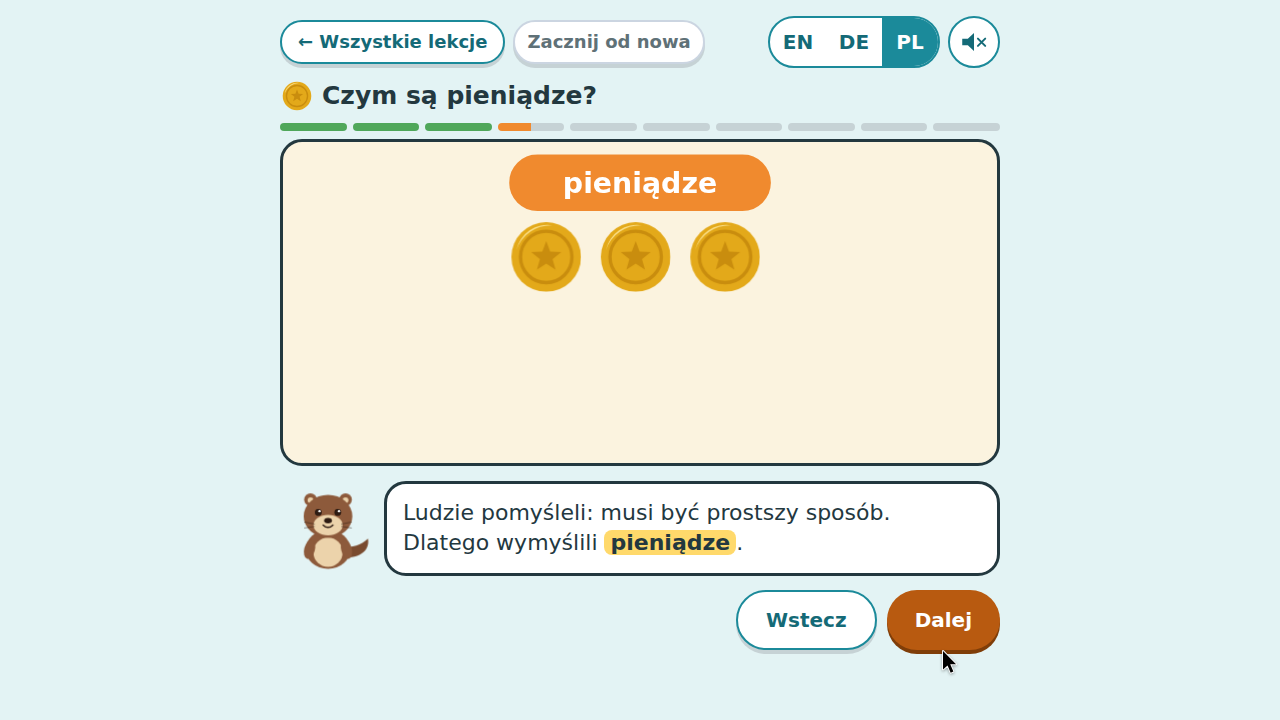 ← Wszystkie lekcje
Zacznij od nowa
EN DE PL
Czym są pieniądze?
pieniądze
Ludzie pomyśleli: musi być prostszy sposób.
Dlatego wymyślili pieniądze.
Wstecz
Dalej